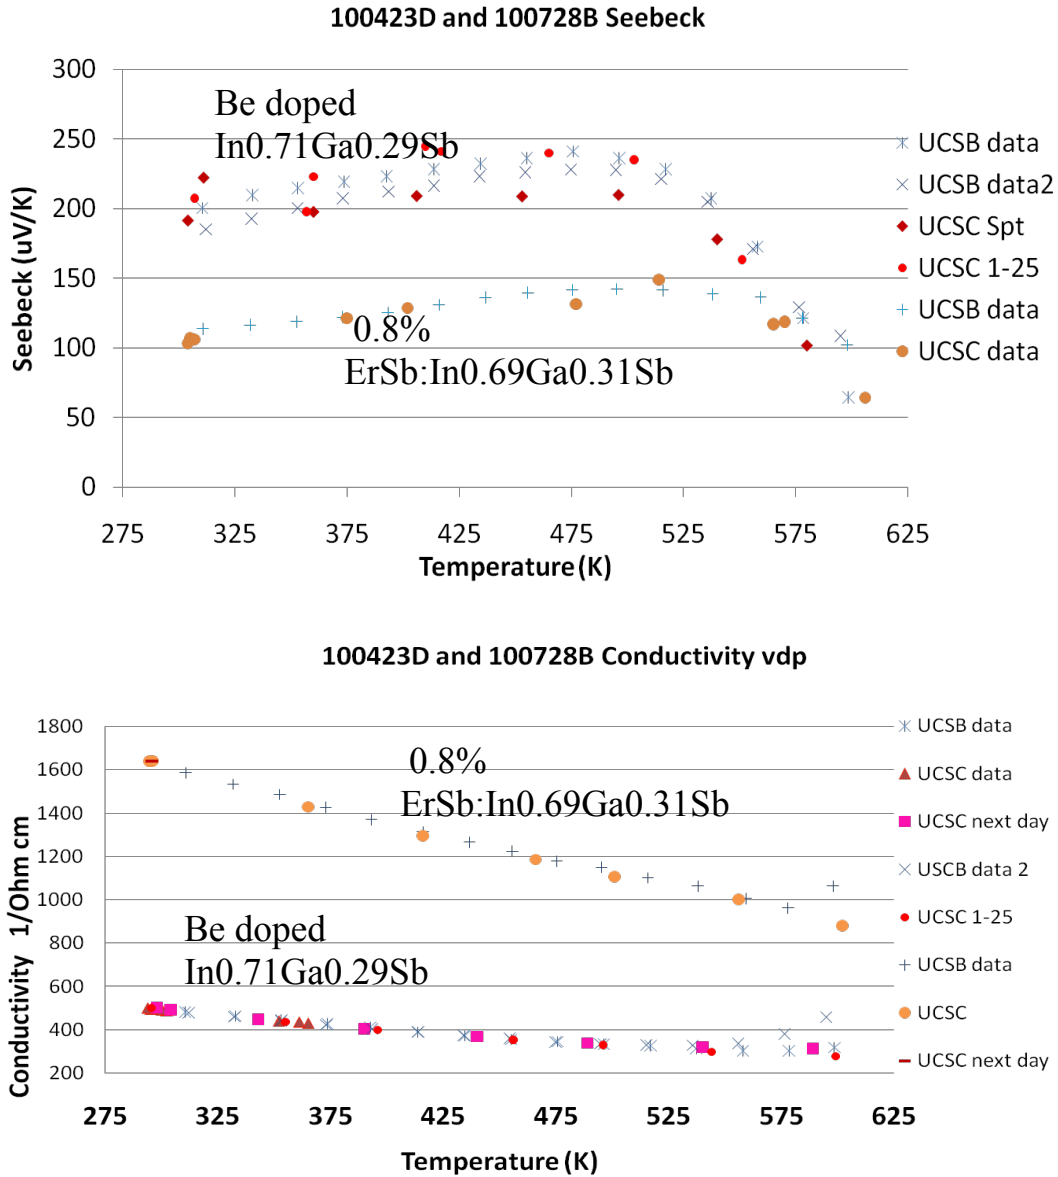 100423D and 100728B Seebeck
300
250
200
150
100
50
0
Seebeck (uV/K)
Be doped
In0.71Ga0.29Sb
0.8%
ErSb:In0.69Ga0.31Sb
275 325 375 425 475 525 575 625
Temperature (K)
UCSB data
UCSB data2
UCSC Spt
UCSC 1-25
UCSB data
UCSC data
100423D and 100728B Conductivity vdp
1800
1600
1400
1200
1000
800
600
400
200
Conductivity 1/Ohm cm
0.8%
ErSb:In0.69Ga0.31Sb
Be doped
In0.71Ga0.29Sb
275 325 375 425 475 525 575 625
Temperature (K)
UCSB data
UCSC data
UCSC next day
USCB data 2
UCSC 1-25
UCSB data
UCSC
UCSC next day